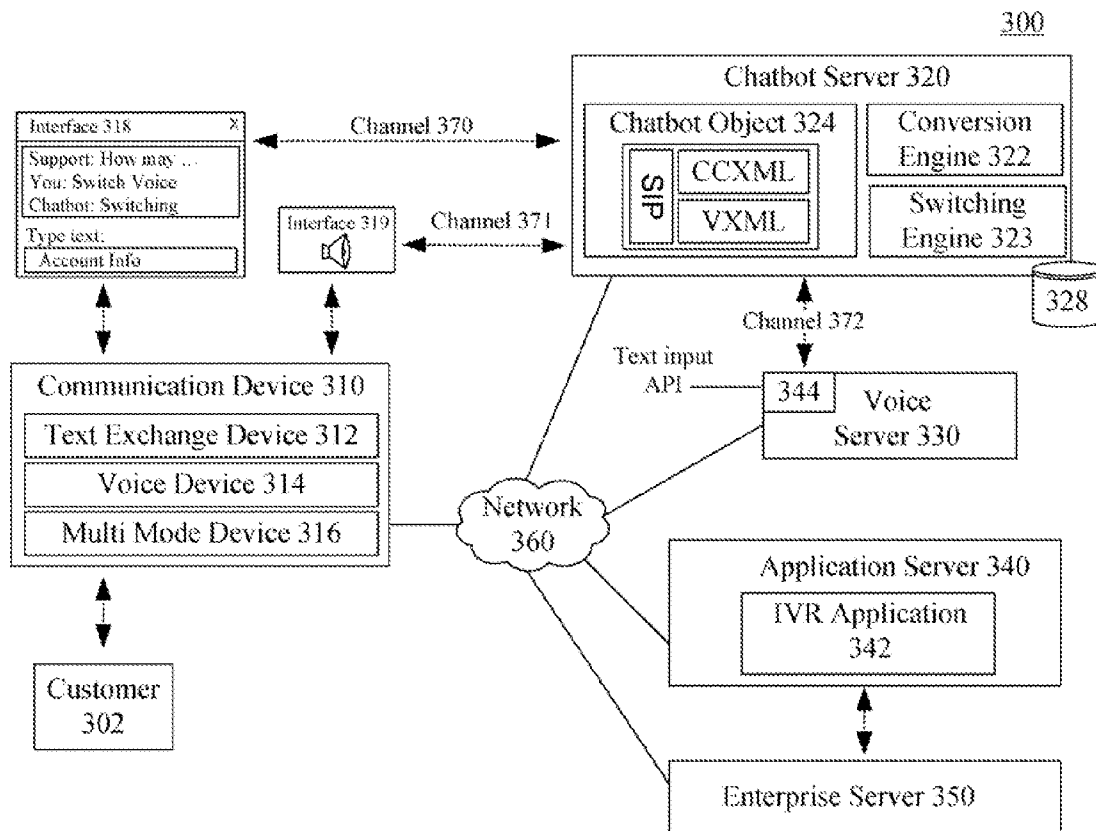 300
Chatbot Server 320
Chatbot Object 324
SIP
CCXML
VXML
Conversion
Engine 322
Switching
Engine 323
328
Channel 370
Interface 318 X
Support: How may ...
You: Switch Voice
Chatbot: Switching
Type text:
Account Info
Interface 319
Channel 371
Channel 372
Text input
API
344
Voice
Server 330
Communication Device 310
Text Exchange Device 312
Voice Device 314
Multi Mode Device 316
Network
360
Application Server 340
IVR Application
342
Customer
302
Enterprise Server 350